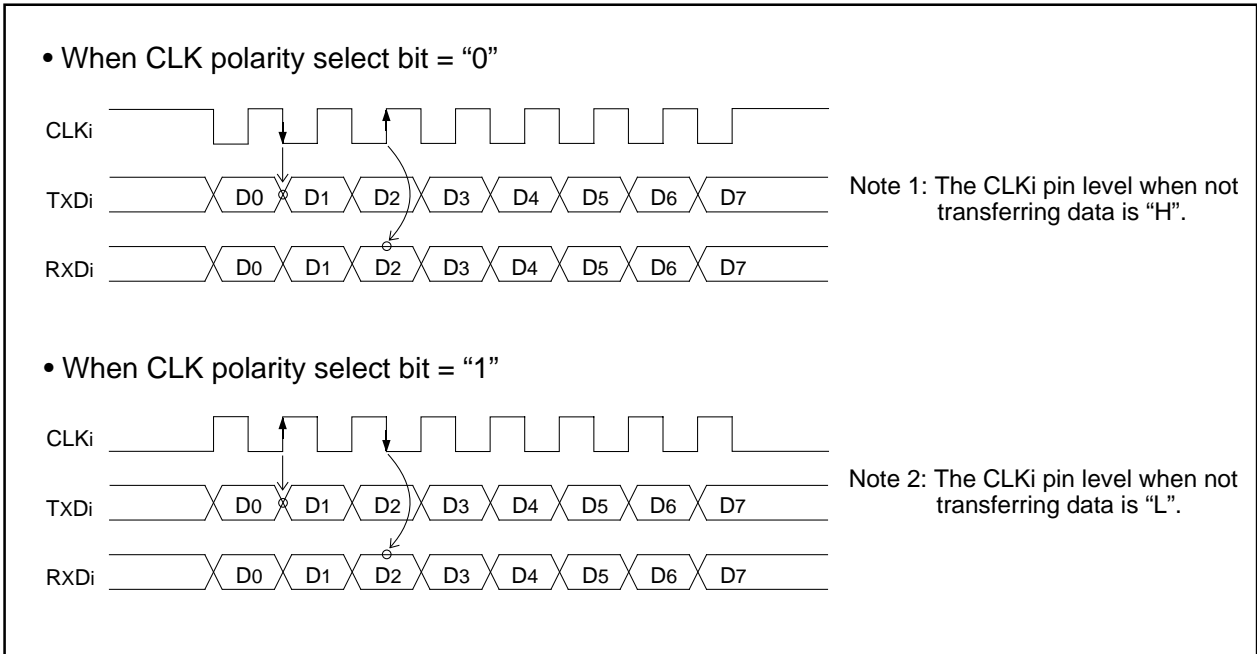 • When CLK polarity select bit = “0”
CLKi
TXDi D0 D1 D2 D3 D4 D5 D6 D7
RXDi D0 D1 D2 D3 D4 D5 D6 D7
Note 1: The CLKi pin level when not
transferring data is “H”.
• When CLK polarity select bit = “1”
CLKi
TXDi D0 D1 D2 D3 D4 D5 D6 D7
RXDi D0 D1 D2 D3 D4 D5 D6 D7
Note 2: The CLKi pin level when not
transferring data is “L”.